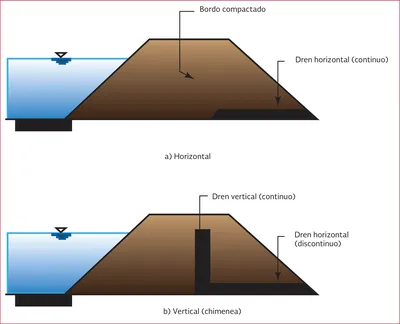 Bordo compactado
Dren horizontal (continuo)
a) Horizontal
Dren vertical (continuo)
Dren horizontal
(discontinuo)
b) Vertical (chimenea)